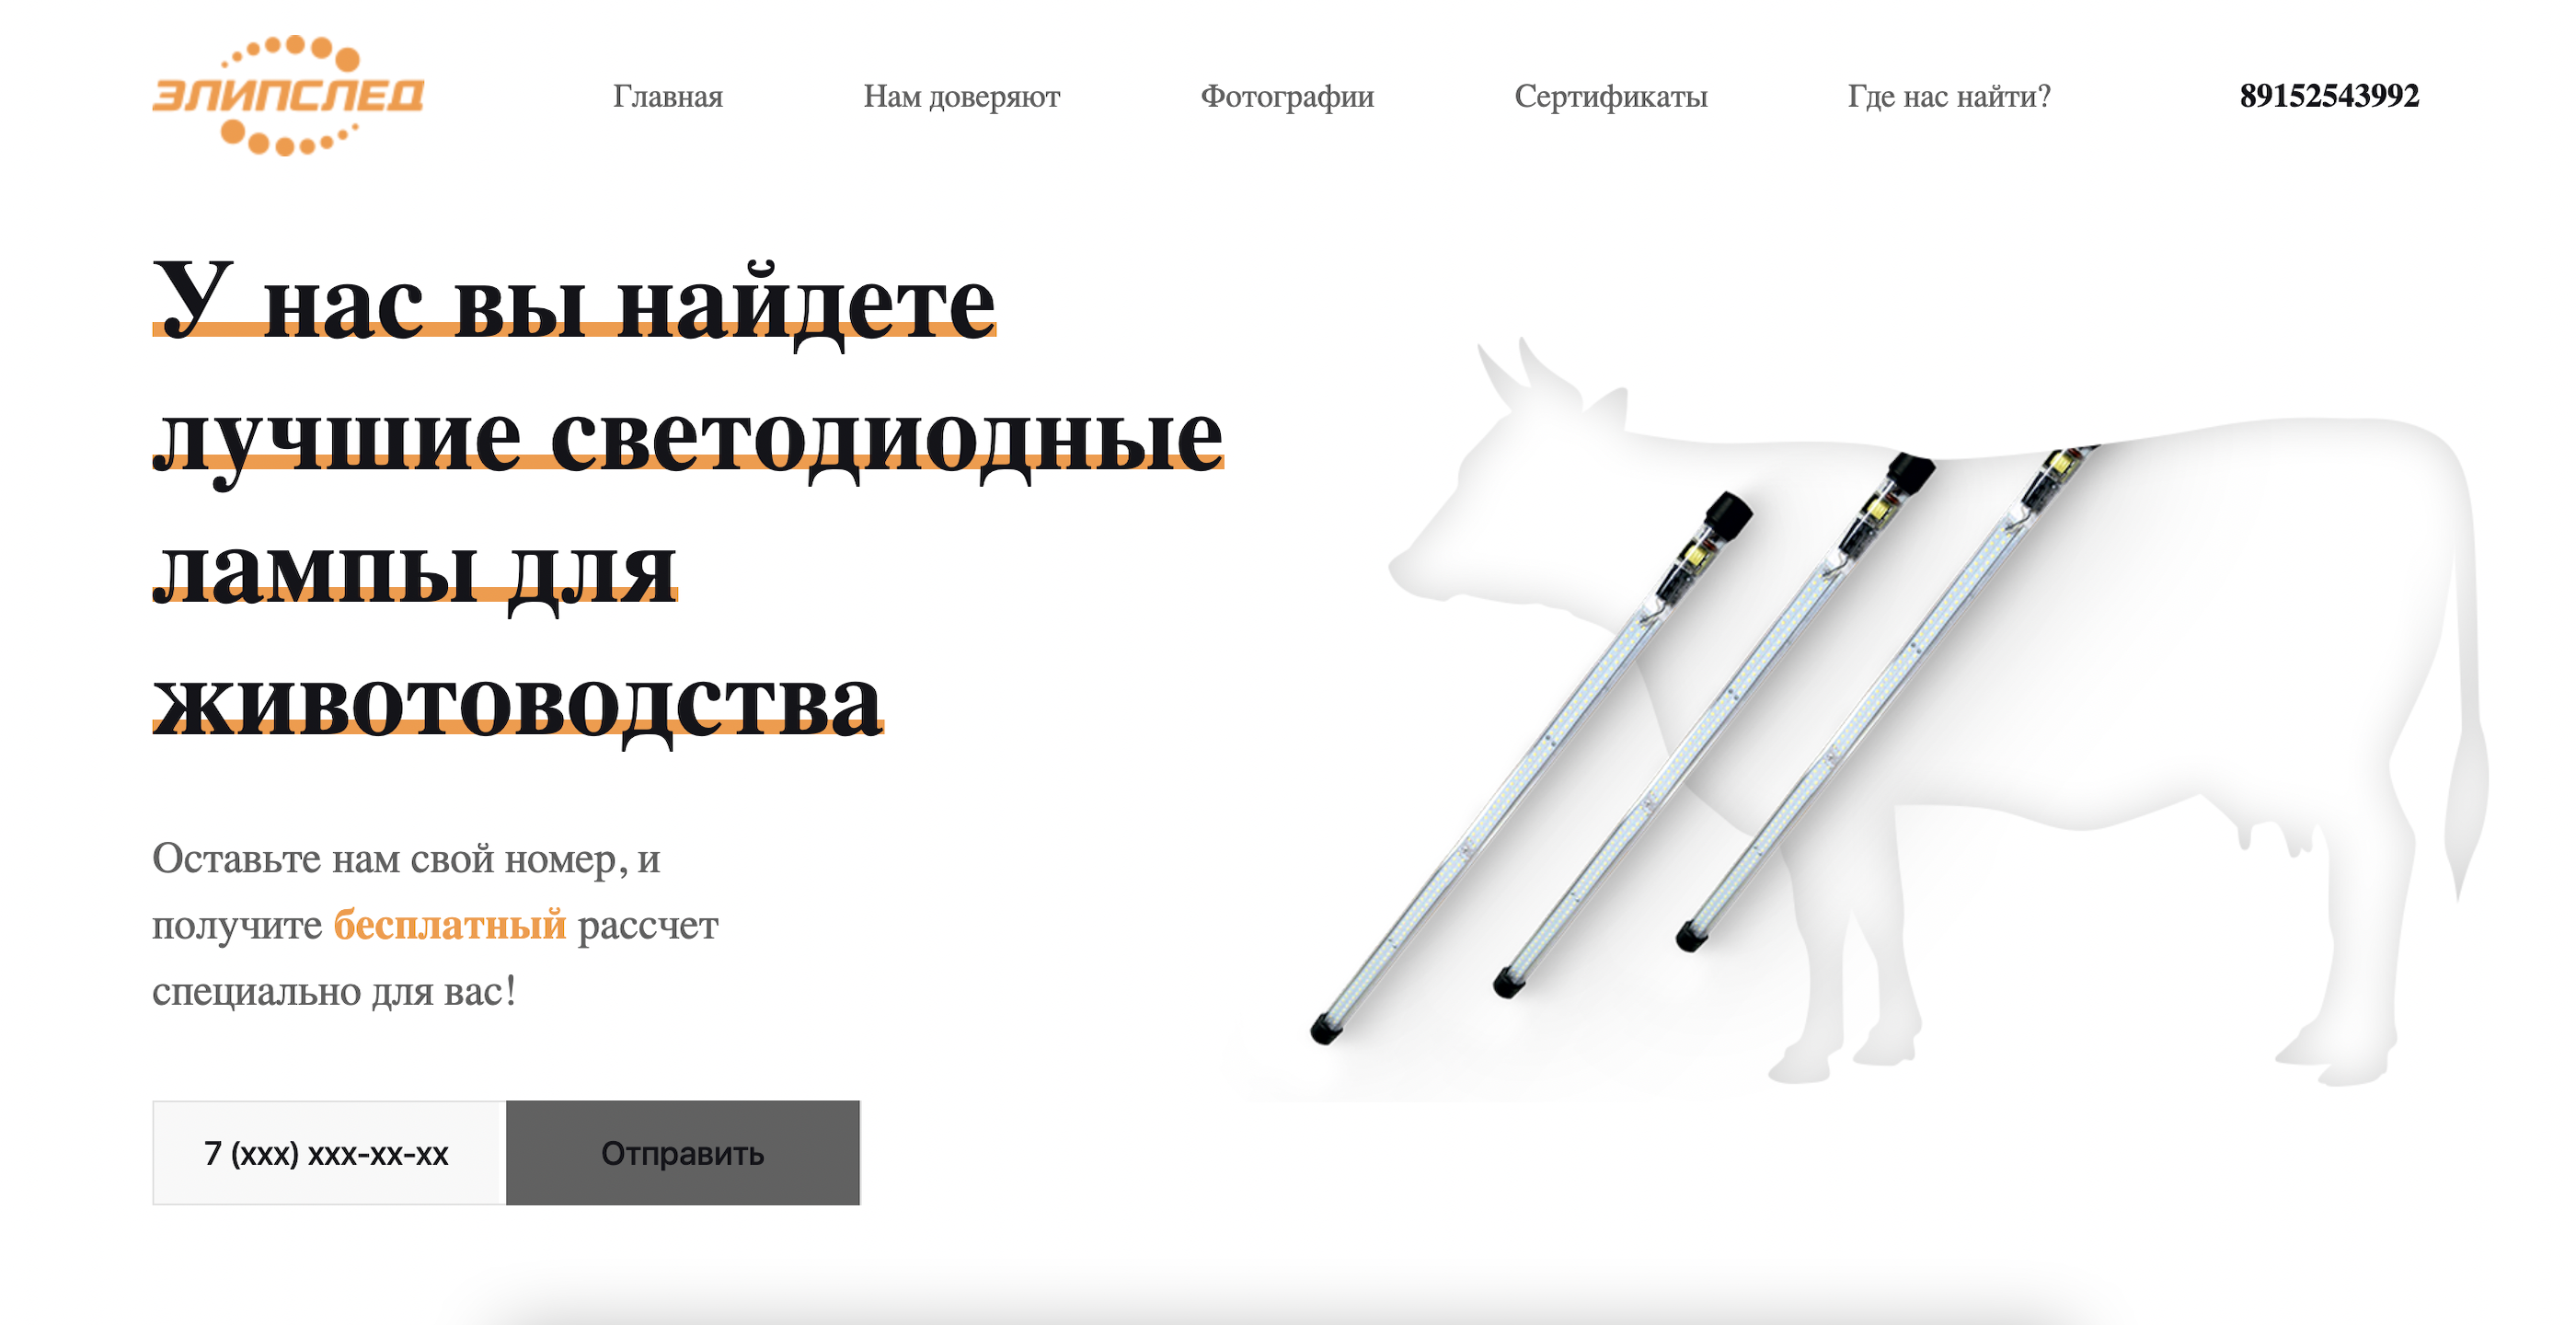 ЭЛИПСЛЕД
Главная
Нам доверяют
Фотографии
Сертификаты
Где нас найти?
89152543992
У нас вы найдете
лучшие светодиодные
лампы для
животоводства
Оставьте нам свой номер, и
получите бесплатный рассчет
специально для вас!
7 (xxx) xxx-xx-xx
Отправить